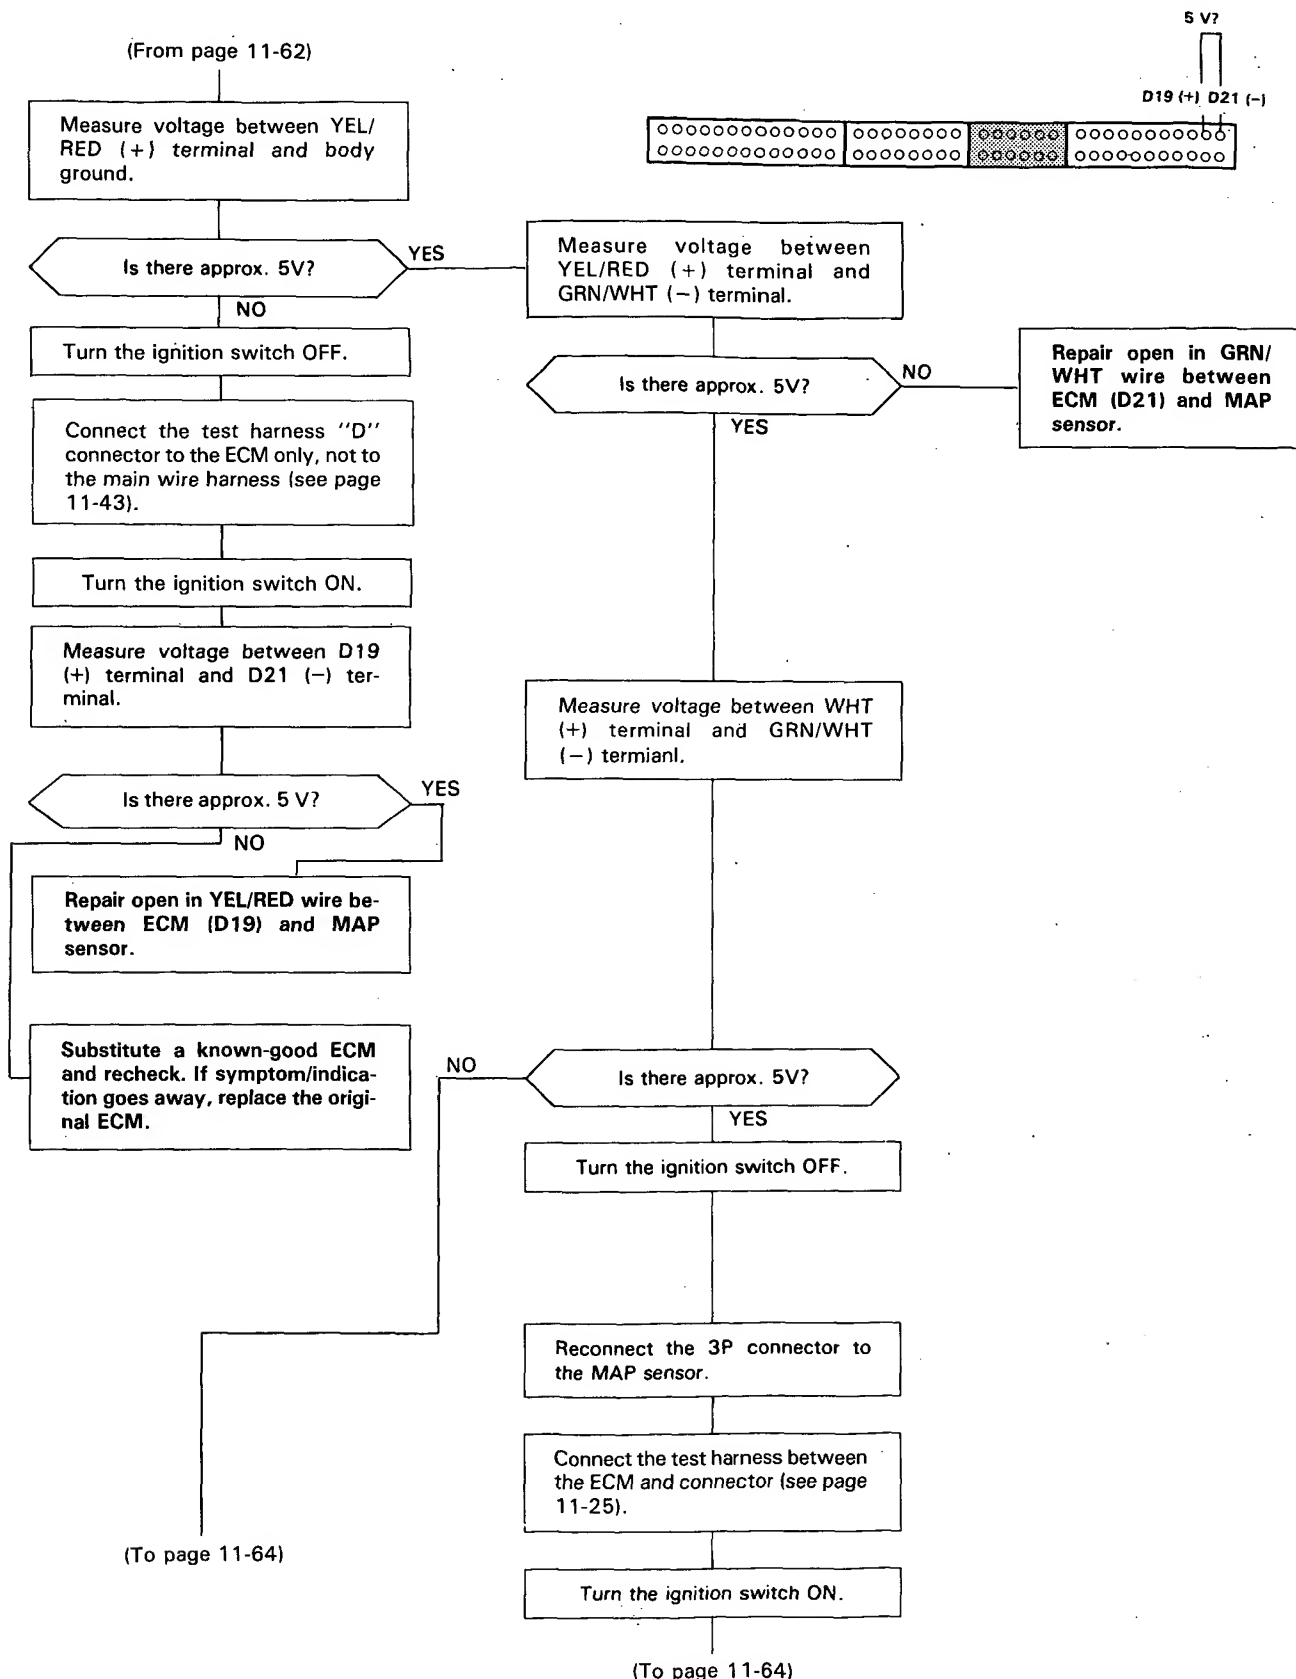 5 V?
D19 (+) D21 (−)
(From page 11-62)
Measure voltage between YEL/
RED (+) terminal and body
ground.
Is there approx. 5V?
YES
NO
Turn the ignition switch OFF.
Connect the test harness "D"
connector to the ECM only, not to
the main wire harness (see page
11-43).
Turn the ignition switch ON.
Measure voltage between D19
(+) terminal and D21 (−) ter-
minal.
Is there approx. 5 V?
YES
NO
Repair open in YEL/RED wire be-
tween ECM (D19) and MAP
sensor.
Substitute a known-good ECM
and recheck. If symptom/indica-
tion goes away, replace the origi-
nal ECM.
Measure voltage between
YEL/RED (+) terminal and
GRN/WHT (−) terminal.
Is there approx. 5V?
NO
YES
Repair open in GRN/
WHT wire between
ECM (D21) and MAP
sensor.
Measure voltage between WHT
(+) terminal and GRN/WHT
(−) termianl.
Is there approx. 5V?
NO
YES
Turn the ignition switch OFF.
Reconnect the 3P connector to
the MAP sensor.
Connect the test harness between
the ECM and connector (see page
11-25).
Turn the ignition switch ON.
(To page 11-64)
(To page 11-64)